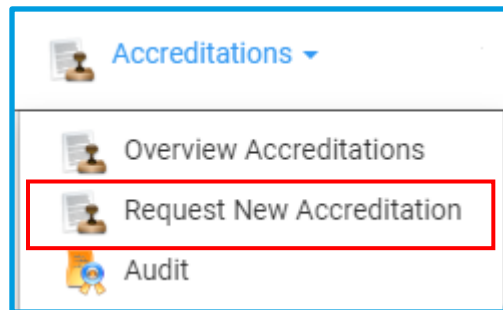 Accreditations
Overview Accreditations
Request New Accreditation
Audit